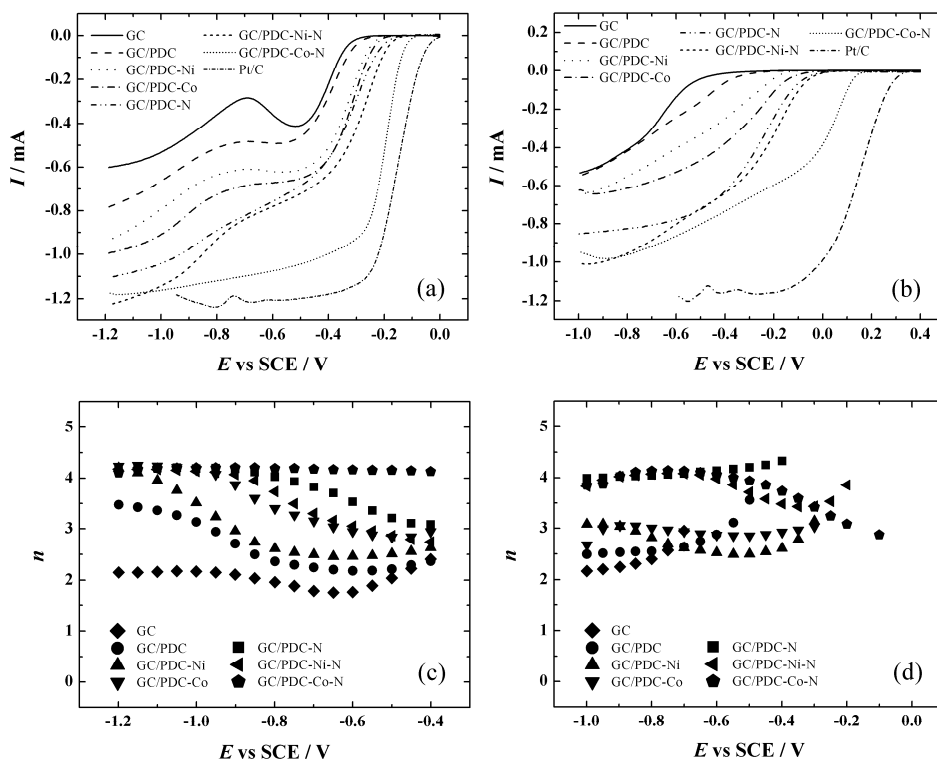 0.0
-0.2
-0.4
-0.6
-0.8
-1.0
-1.2
I / mA
GC
GC/PDC
GC/PDC-Ni
GC/PDC-Co
GC/PDC-N
GC/PDC-Ni-N
GC/PDC-Co-N
Pt/C
(a)
-1.2 -1.0 -0.8 -0.6 -0.4 -0.2 0.0
E vs SCE / V
0.2
0.0
-0.2
-0.4
-0.6
-0.8
-1.0
-1.2
I / mA
GC
GC/PDC
GC/PDC-Ni
GC/PDC-Co
GC/PDC-N
GC/PDC-Ni-N
GC/PDC-Co-N
Pt/C
(b)
-1.0 -0.8 -0.6 -0.4 -0.2 0.0 0.2 0.4
E vs SCE / V
5
4
3
2
1
0
n
GC
GC/PDC
GC/PDC-Ni
GC/PDC-Co
GC/PDC-N
GC/PDC-Ni-N
GC/PDC-Co-N
(c)
-1.2 -1.0 -0.8 -0.6 -0.4
E vs SCE / V
5
4
3
2
1
0
n
GC
GC/PDC
GC/PDC-Ni
GC/PDC-Co
GC/PDC-N
GC/PDC-Ni-N
GC/PDC-Co-N
(d)
-1.0 -0.8 -0.6 -0.4 -0.2 0.0
E vs SCE / V